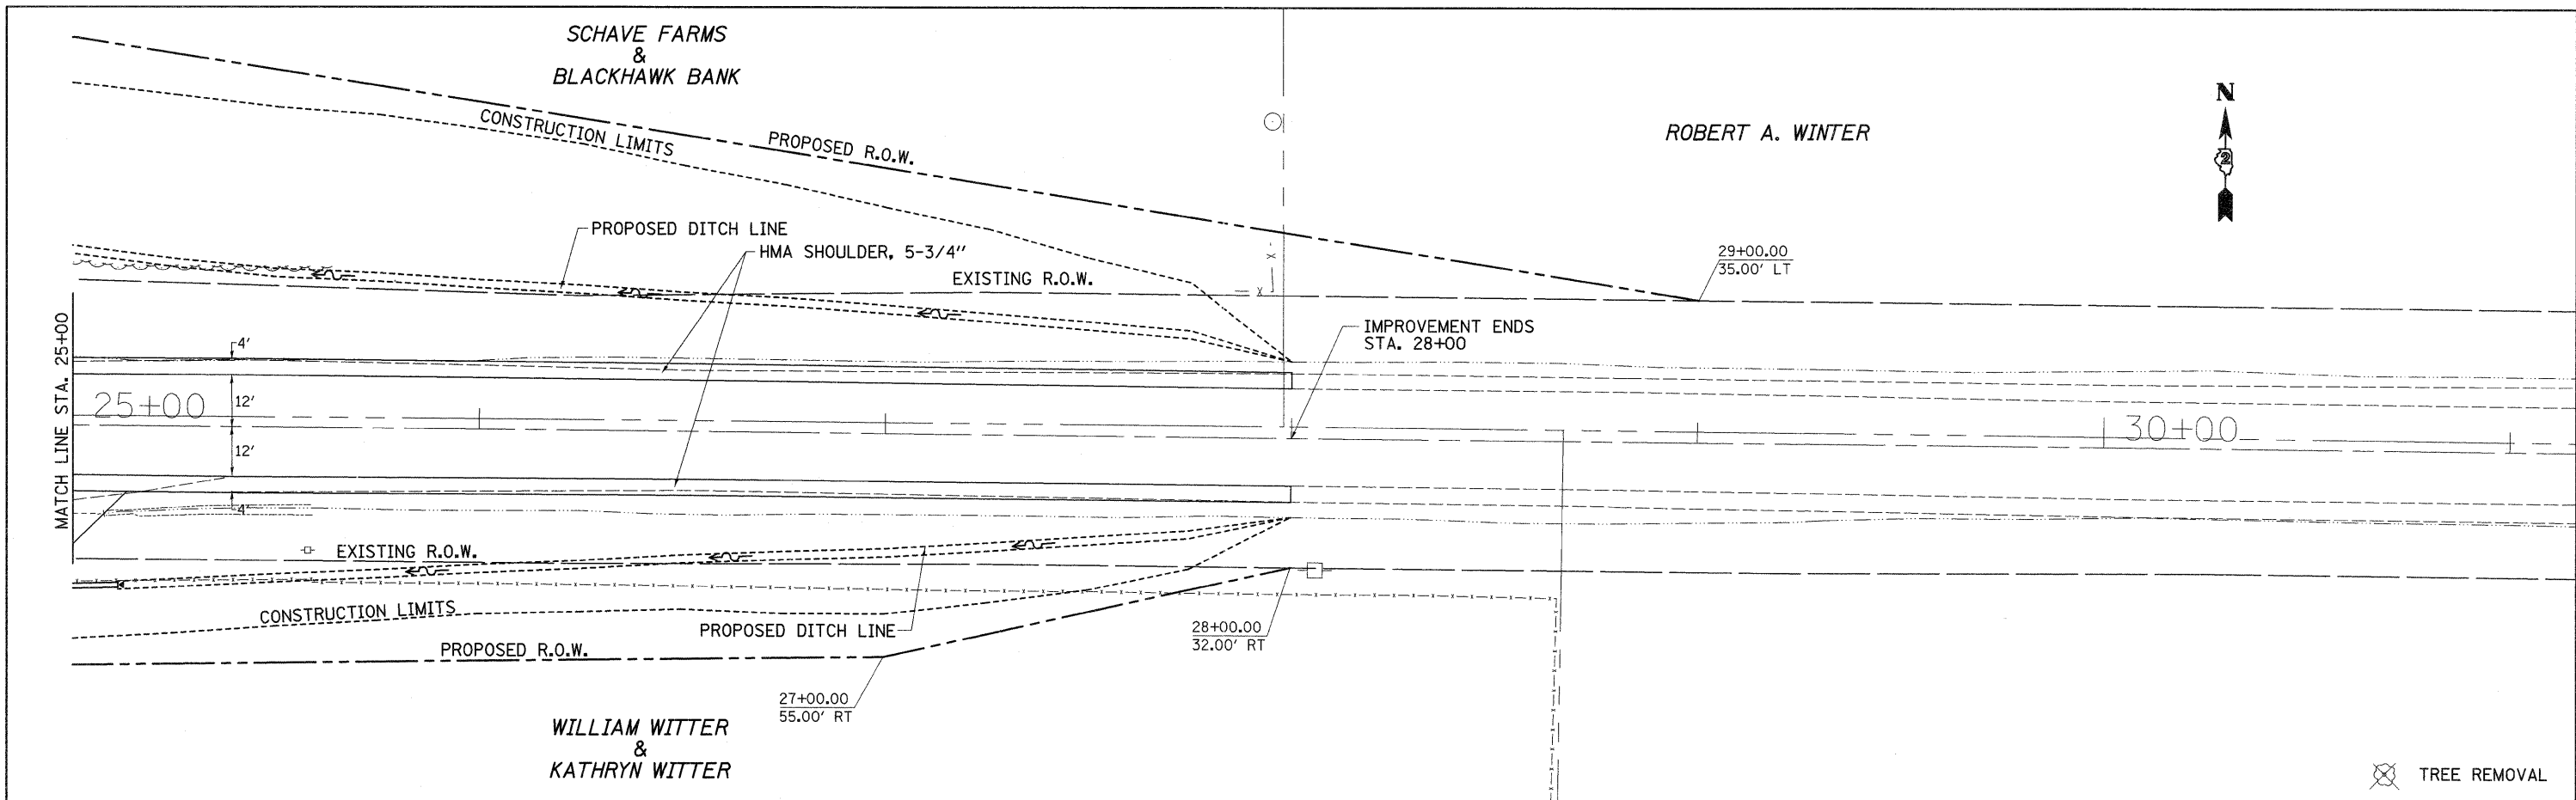 SCHAVE FARMS
&
BLACKHAWK BANK
CONSTRUCTION LIMITS
PROPOSED R.O.W.
ROBERT A. WINTER
N
2
PROPOSED DITCH LINE
HMA SHOULDER, 5-3/4"
EXISTING R.O.W.
29+00.00
35.00' LT
IMPROVEMENT ENDS
STA. 28+00
MATCH LINE STA. 25+00
4'
25+00
12'
30+00
12'
4'
EXISTING R.O.W.
CONSTRUCTION LIMITS
PROPOSED DITCH LINE
28+00.00
32.00' RT
PROPOSED R.O.W.
27+00.00
55.00' RT
WILLIAM WITTER
&
KATHRYN WITTER
TREE REMOVAL